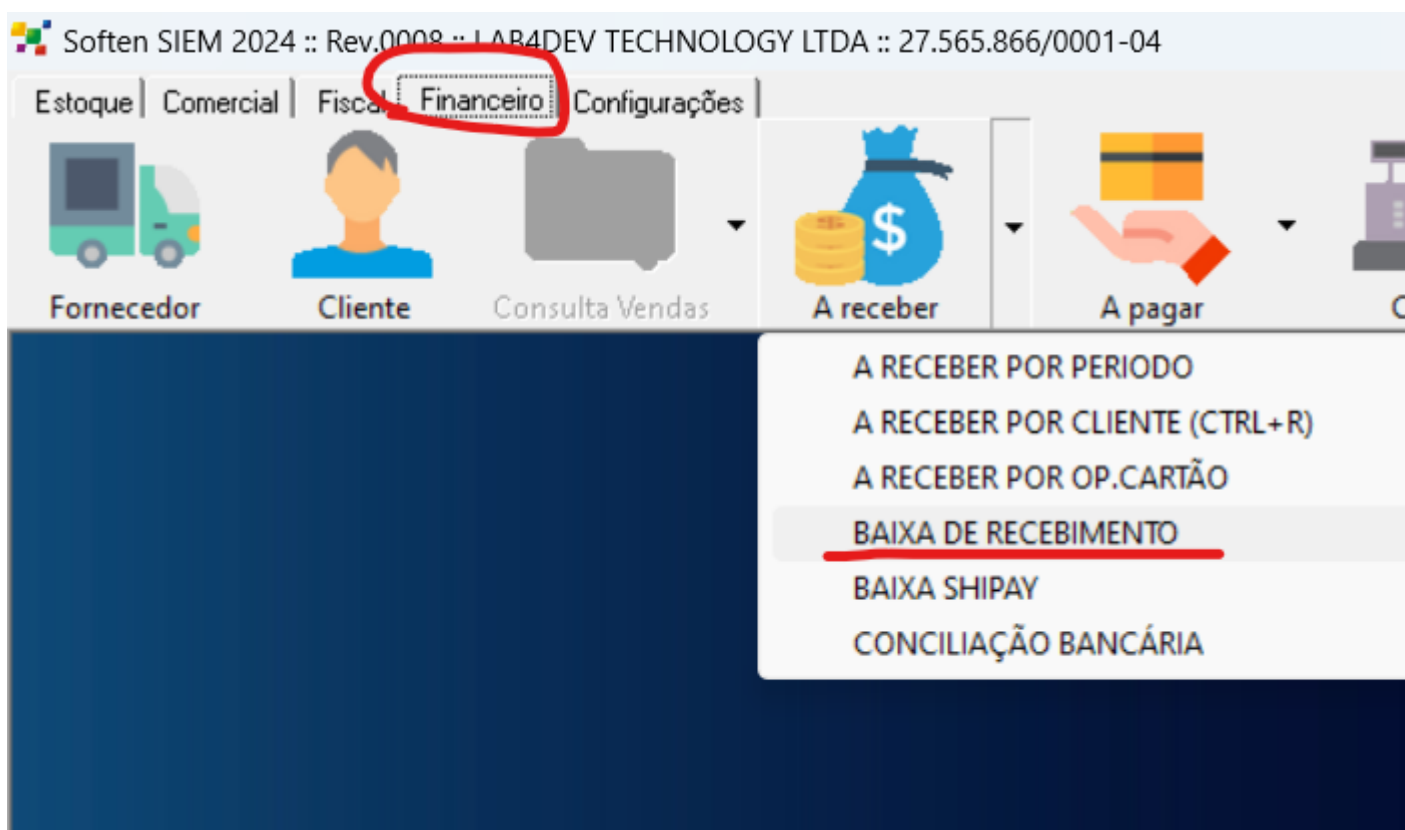 Soften SIEM 2024 :: Rev.0008 :: LAB4DEV TECHNOLOGY LTDA :: 27.565.866/0001-04
Estoque Comercial Fiscal Financeiro Configurações
Fornecedor Cliente Consulta Vendas A receber A pagar C
A RECEBER POR PERIODO
A RECEBER POR CLIENTE (CTRL+R)
A RECEBER POR OP.CARTÃO
BAIXA DE RECEBIMENTO
BAIXA SHIPAY
CONCILIAÇÃO BANCÁRIA